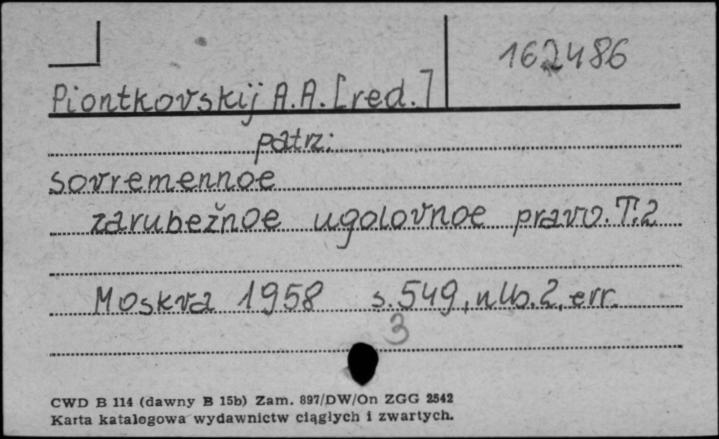 162486
Piontkovskij A.A. [red.]
patrz:
sovremennoe
zarubežnoe ugolovnoe pravo. T.2
Moskva 1958 s.549, nlb.2, err.
3
CWD B 114 (dawny B 15b) Zam. 897/DW/On ZGG 2542
Karta katalogowa wydawnictw ciągłych i zwartych.